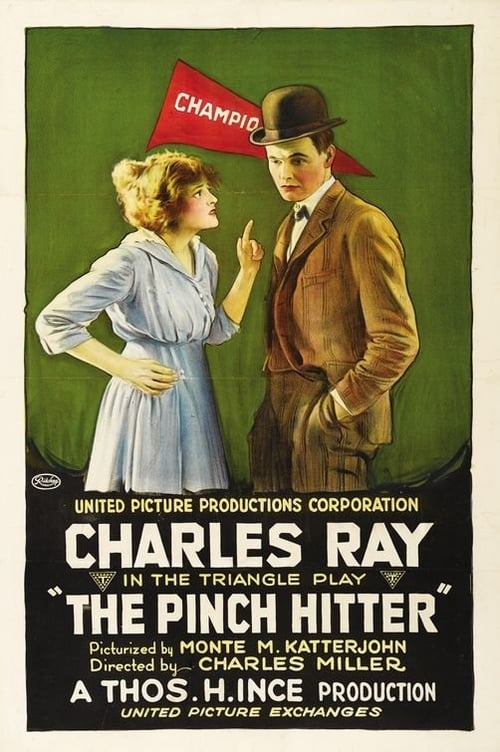 CHAMPIO
Ritchey
UNITED PICTURE PRODUCTIONS CORPORATION
CHARLES RAY
IN THE TRIANGLE PLAY
"THE PINCH HITTER"
Picturized by MONTE M. KATTERJOHN
Directed by CHARLES MILLER
A THOS. H. INCE PRODUCTION
UNITED PICTURE EXCHANGES